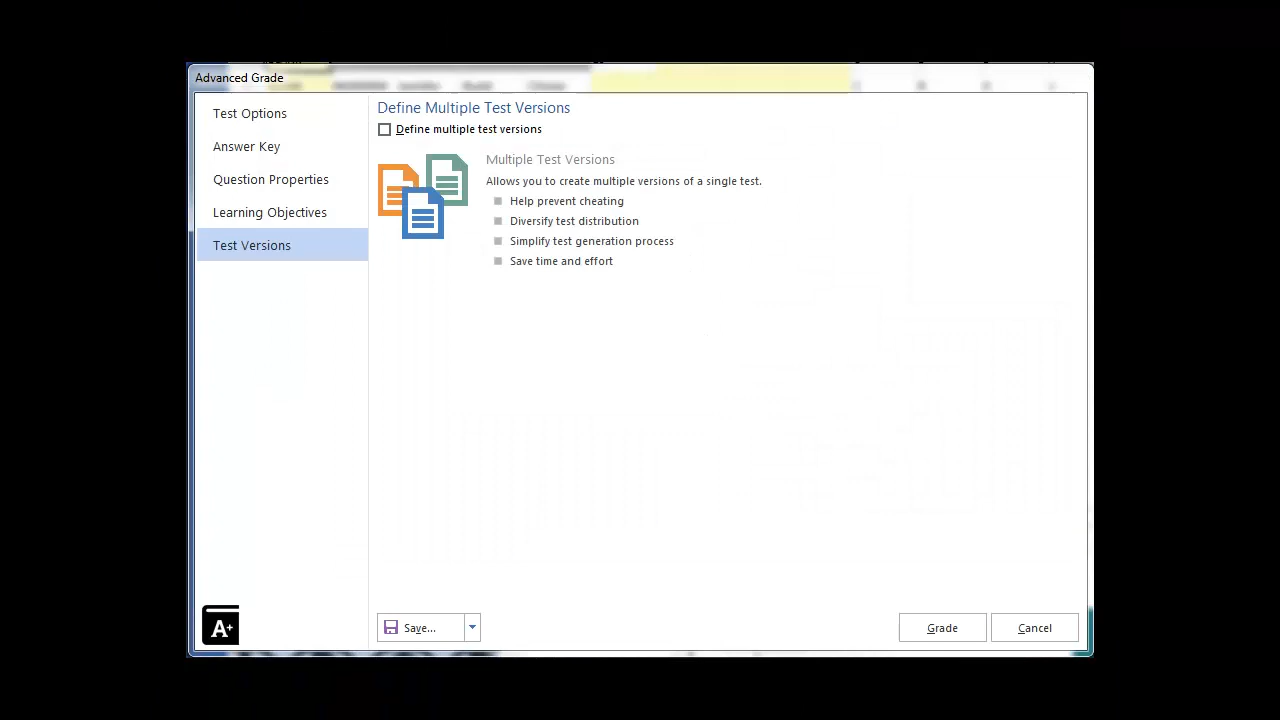 Advanced Grade
Test Options
Answer Key
Question Properties
Learning Objectives
Test Versions
Define Multiple Test Versions
Define multiple test versions
Multiple Test Versions
Allows you to create multiple versions of a single test.
Help prevent cheating
Diversify test distribution
Simplify test generation process
Save time and effort
A+
Save...
Grade
Cancel